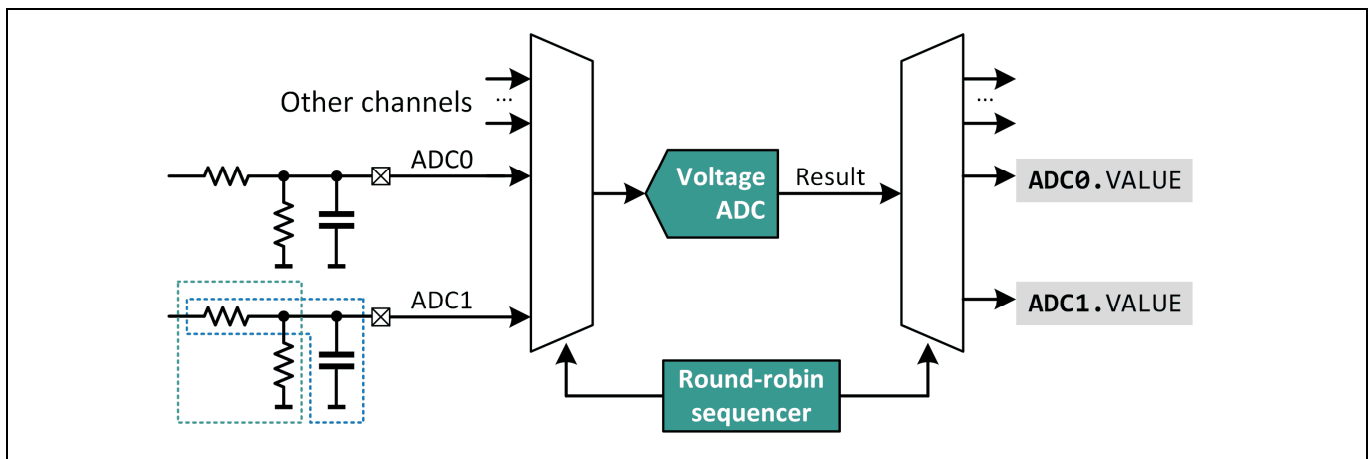 Other channels
...
...
ADC0
Voltage
ADC
Result
ADC0.VALUE
ADC1
ADC1.VALUE
Round-robin
sequencer